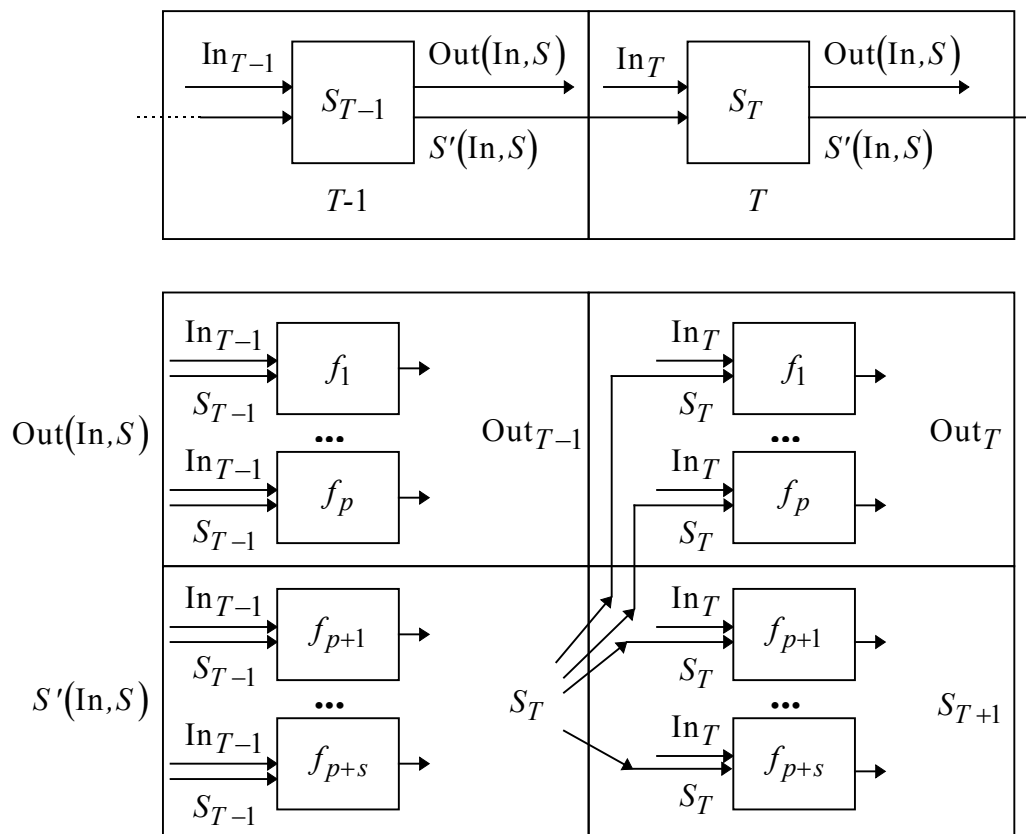 In_{T−1} Out(In,S) In_T Out(In,S)
S_{T−1} S_T
S′(In,S) S′(In,S)
T-1 T
In_{T−1} In_T
f_1 f_1
S_{T−1} S_T
Out(In,S) ... Out_{T−1} ... Out_T
In_{T−1} In_T
f_p f_p
S_{T−1} S_T
In_{T−1} In_T
f_{p+1} f_{p+1}
S_{T−1} S_T
S′(In,S) ... S_T ... S_{T+1}
In_{T−1} In_T
f_{p+s} f_{p+s}
S_{T−1} S_T